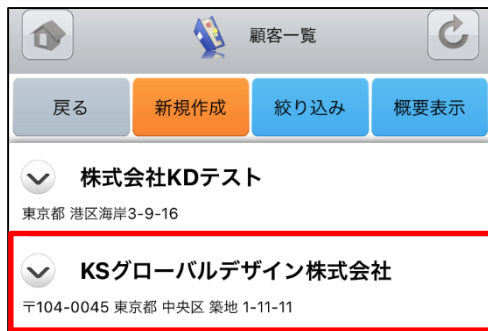 顧客一覧
戻る 新規作成 絞り込み 概要表示
株式会社KDテスト
東京都 港区海岸3-9-16
KSグローバルデザイン株式会社
〒104-0045 東京都 中央区 築地 1-11-11